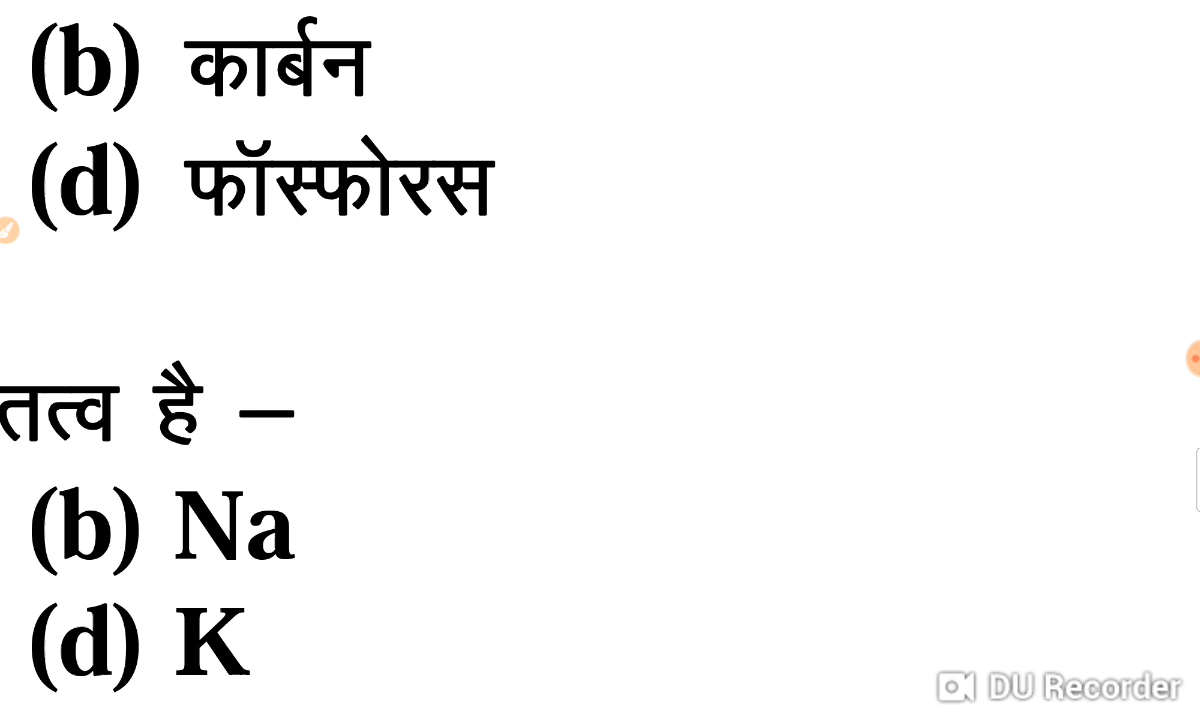 (b) कार्बन
(d) फॉस्फोरस
तत्व है –
(b) Na
(d) K
DU Recorder